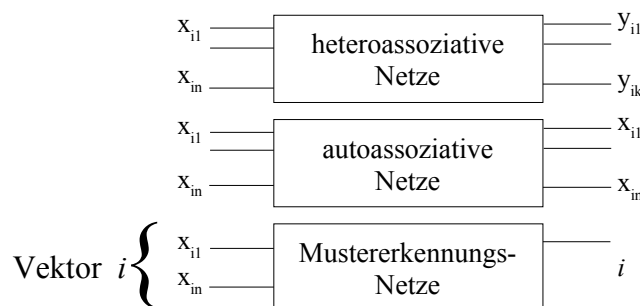 x_i1 heteroassoziative y_i1
x_in Netze y_ik
x_i1 autoassoziative x_i1
x_in Netze x_in
x_i1 Mustererkennungs-
Vektor i { x_in Netze i